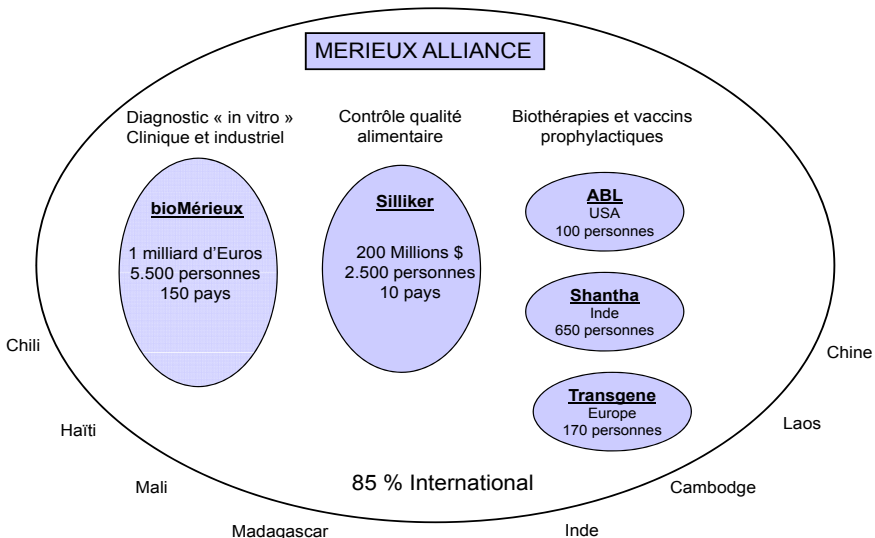 MERIEUX ALLIANCE
Diagnostic « in vitro »
Clinique et industriel
bioMérieux
1 milliard d'Euros
5.500 personnes
150 pays
Contrôle qualité
alimentaire
Silliker
200 Millions $
2.500 personnes
10 pays
Biothérapies et vaccins
prophylactiques
ABL
USA
100 personnes
Shantha
Inde
650 personnes
Transgene
Europe
170 personnes
85 % International
Chili
Haïti
Mali
Madagascar
Inde
Cambodge
Laos
Chine